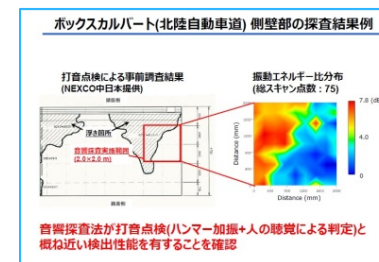 ボックスカルバート(北陸自動車道) 側壁部の探査結果例
打音点検による事前調査結果
(NEXCO中日本提供)
振動エネルギー比分布
(総スキャン点数：75)
浮き箇所
音響探査実施範囲
(2.0×2.0 m)
7.8 [dB]
4.0
0
Distance (mm)
Distance (mm)
音響探査法が打音点検(ハンマー加振+人の聴覚による判定)と
概ね近い検出性能を有することを確認